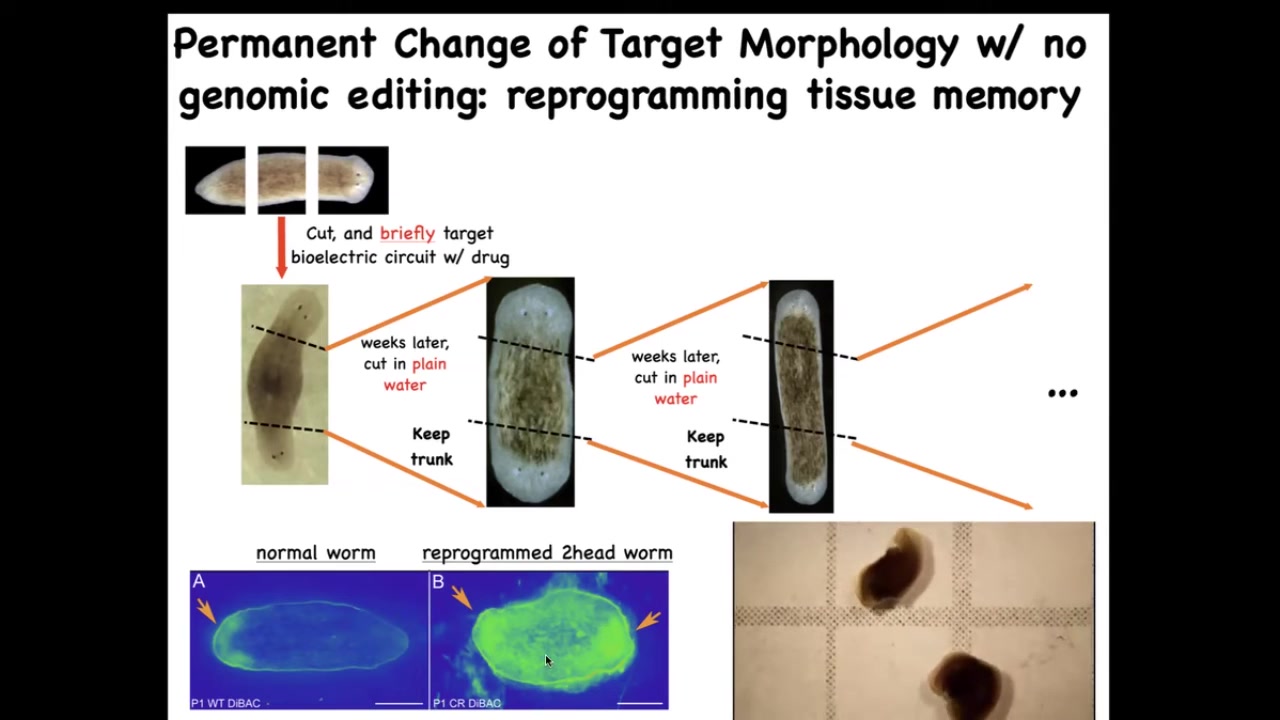 Permanent Change of Target Morphology w/ no
genomic editing: reprogramming tissue memory
Cut, and briefly target
bioelectric circuit w/ drug
weeks later,
cut in plain
water
Keep
trunk
weeks later,
cut in plain
water
Keep
trunk
...
normal worm
reprogrammed 2head worm
A
B
P1 WT DiBAC
P1 CR DiBAC